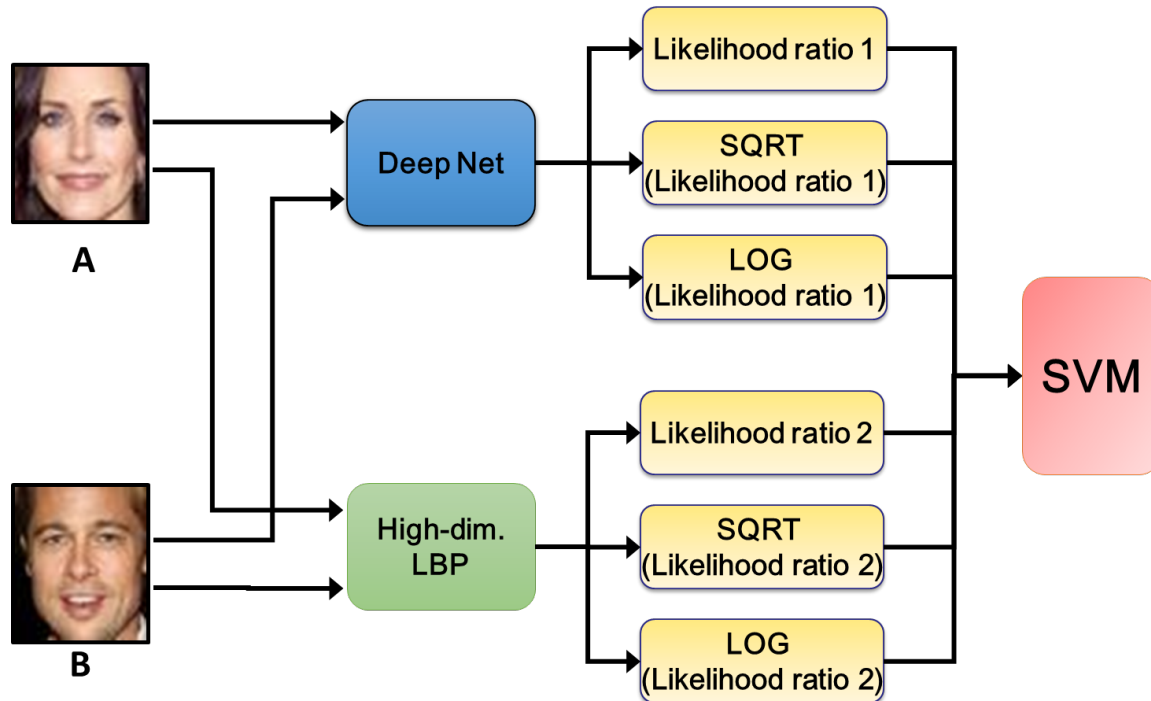 A
B
Deep Net
High-dim.
LBP
Likelihood ratio 1
SQRT
(Likelihood ratio 1)
LOG
(Likelihood ratio 1)
Likelihood ratio 2
SQRT
(Likelihood ratio 2)
LOG
(Likelihood ratio 2)
SVM